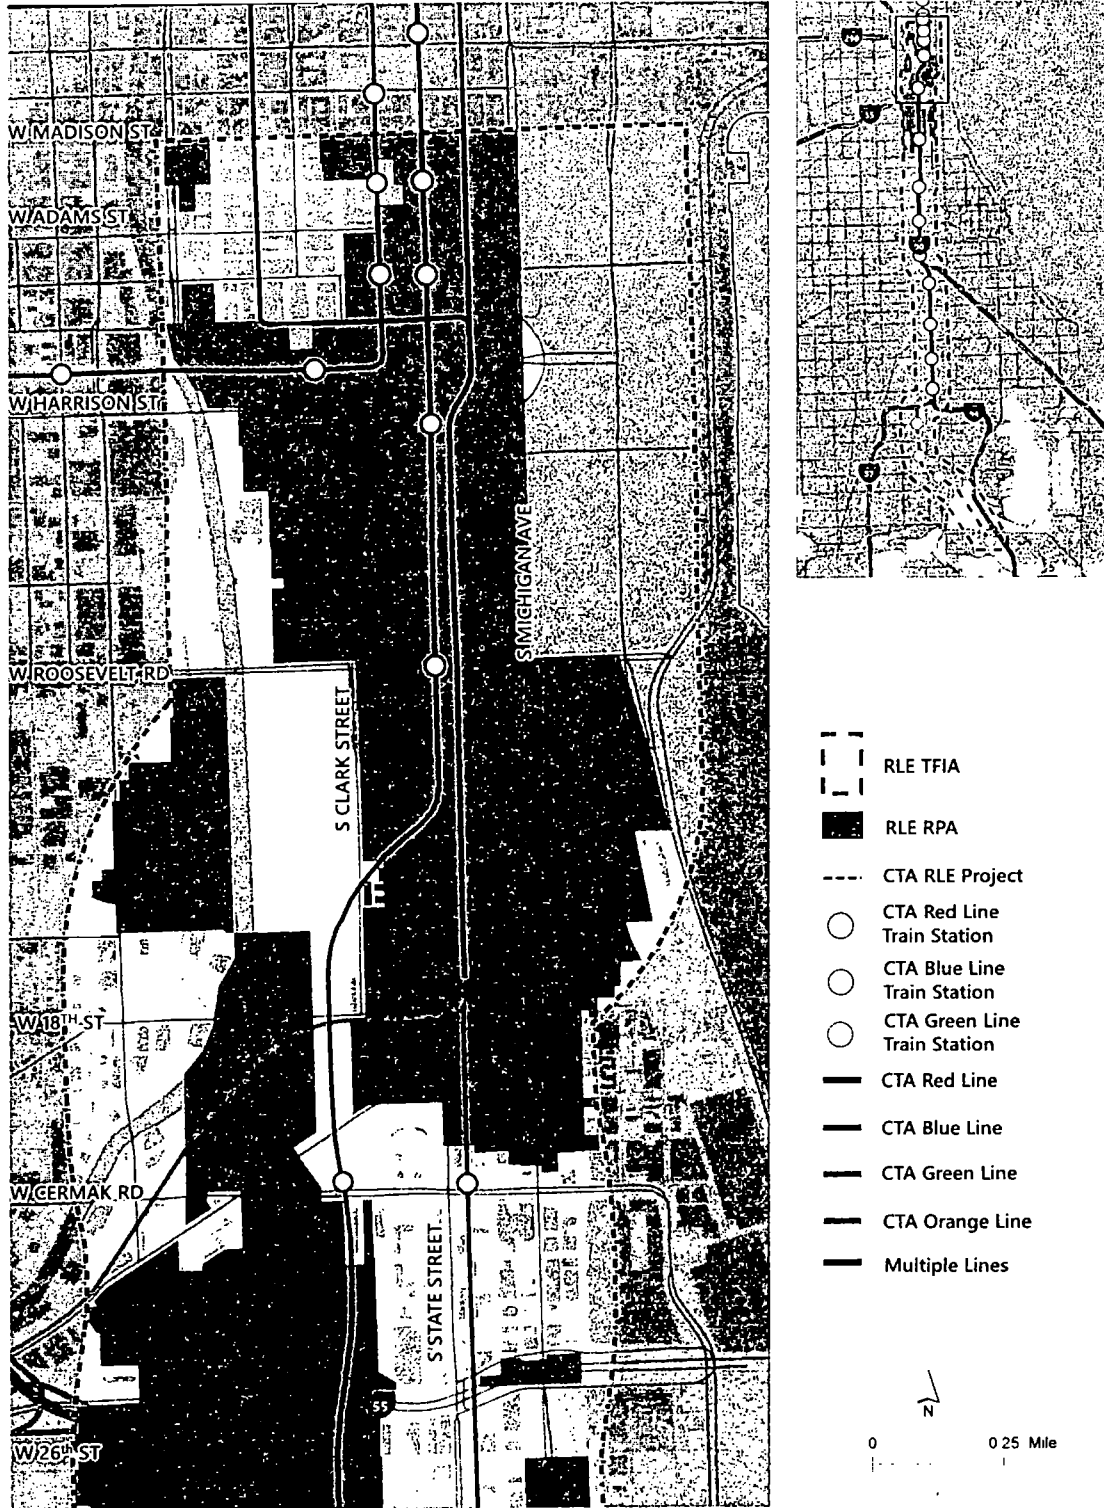 W MADISON ST
W ADAMS ST
W HARRISON ST
S MICHIGAN AVE
W ROOSEVELT RD
S CLARK STREET
W 18TH ST
W CERMAK RD
S STATE STREET
55
W 26th ST
RLE TFIA
RLE RPA
CTA RLE Project
CTA Red Line
Train Station
CTA Blue Line
Train Station
CTA Green Line
Train Station
CTA Red Line
CTA Blue Line
CTA Green Line
CTA Orange Line
Multiple Lines
N
0 0 25 Mile